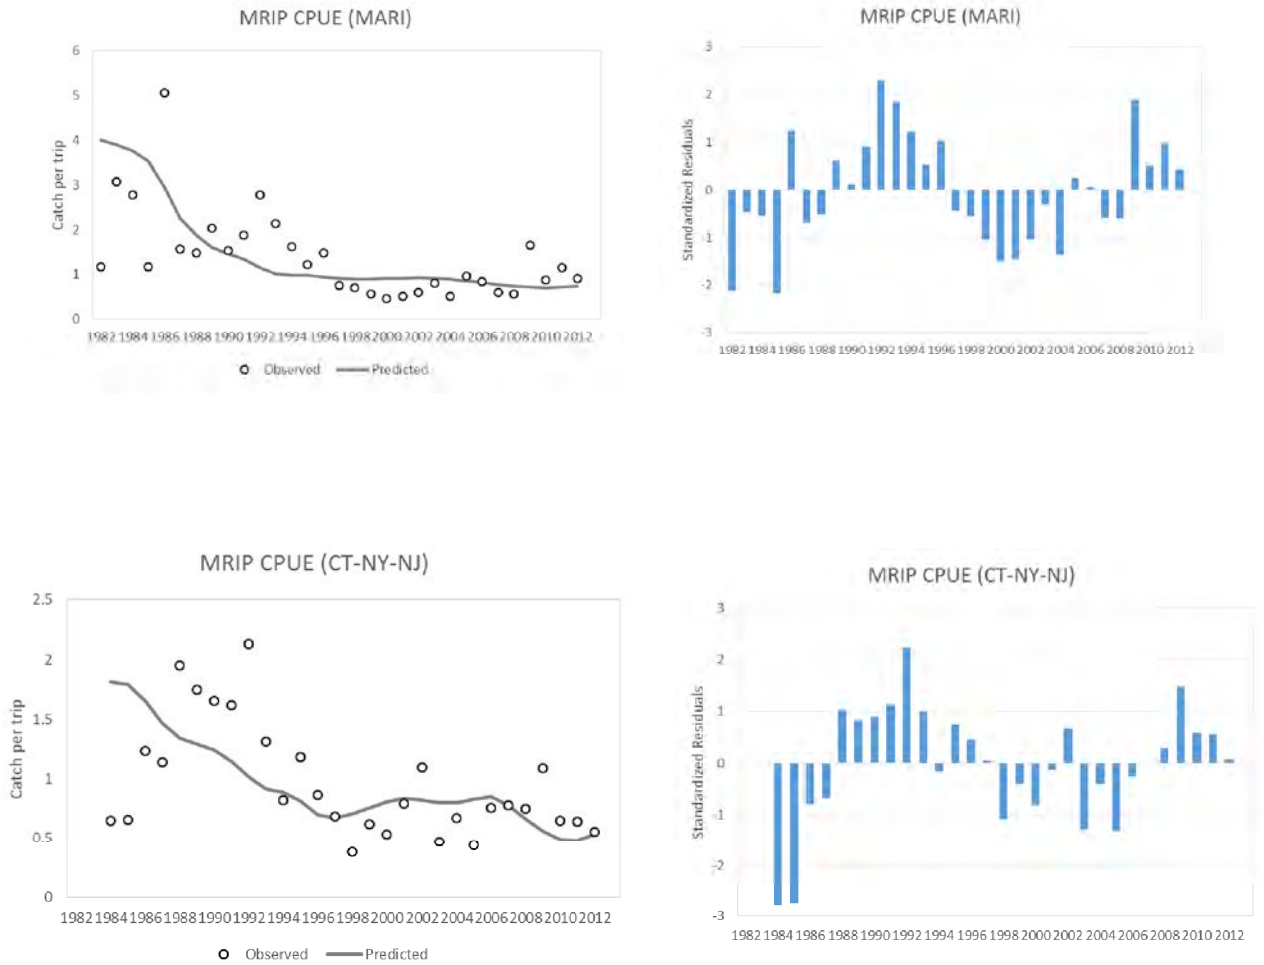 MRIP CPUE (MARI)
6
5
4
3
2
1
0
Catch per trip
1982 1984 1986 1988 1990 1992 1994 1996 1998 2000 2002 2004 2006 2008 2010 2012
Observed Predicted
MRIP CPUE (MARI)
3
2
1
0
-1
-2
-3
Standardized Residuals
1982 1984 1986 1988 1990 1992 1994 1996 1998 2000 2002 2004 2006 2008 2010 2012
MRIP CPUE (CT-NY-NJ)
2.5
2
1.5
1
0.5
0
Catch per trip
1982 1984 1986 1988 1990 1992 1994 1996 1998 2000 2002 2004 2006 2008 2010 2012
Observed Predicted
MRIP CPUE (CT-NY-NJ)
3
2
1
0
-1
-2
-3
Standardized Residuals
1982 1984 1986 1988 1990 1992 1994 1996 1998 2000 2002 2004 2006 2008 2010 2012